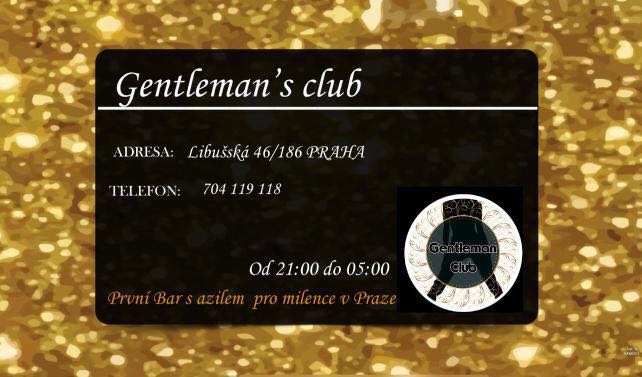 Gentleman's club
ADRESA: Libušská 46/186 PRAHA
TELEFON: 704 119 118
Gentleman
Club
Od 21:00 do 05:00
První Bar s azilem pro milence v Praze